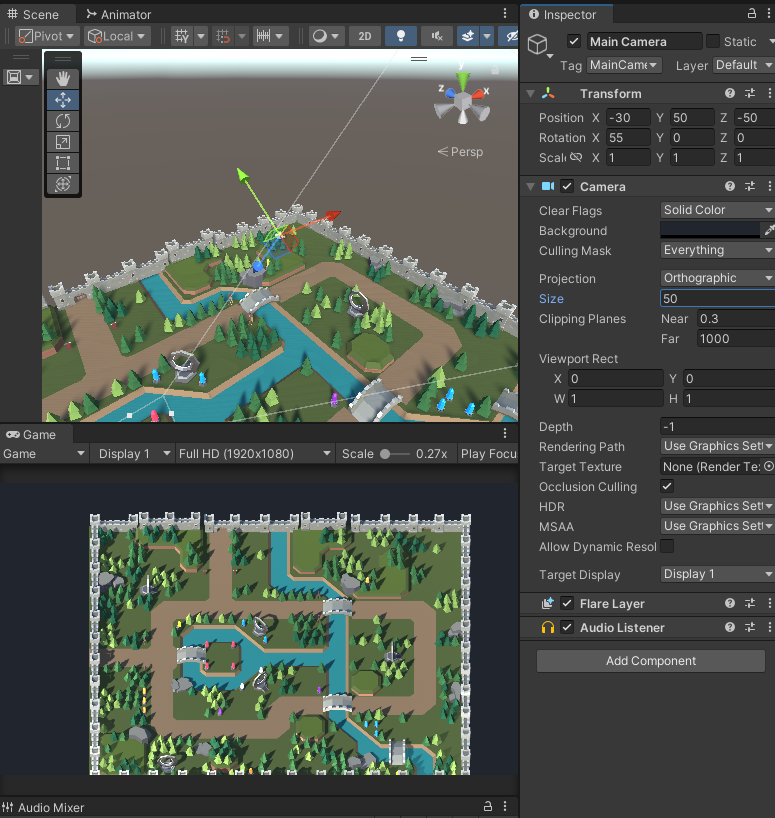 Scene
Animator
Pivot
Local
2D
y
z
x
Persp
Game
Game
Display 1
Full HD (1920x1080)
Scale
0.27x
Play Focu
Audio Mixer
Inspector
Main Camera
Static
Tag
MainCame
Layer
Default
Transform
Position X -30 Y 50 Z -50
Rotation X 55 Y 0 Z 0
Scale X 1 Y 1 Z 1
Camera
Clear Flags Solid Color
Background
Culling Mask Everything
Projection Orthographic
Size 50
Clipping Planes Near 0.3
Far 1000
Viewport Rect
X 0 Y 0
W 1 H 1
Depth -1
Rendering Path Use Graphics Sett
Target Texture None (Render Te:
Occlusion Culling
HDR Use Graphics Sett
MSAA Use Graphics Sett
Allow Dynamic Resol
Target Display Display 1
Flare Layer
Audio Listener
Add Component